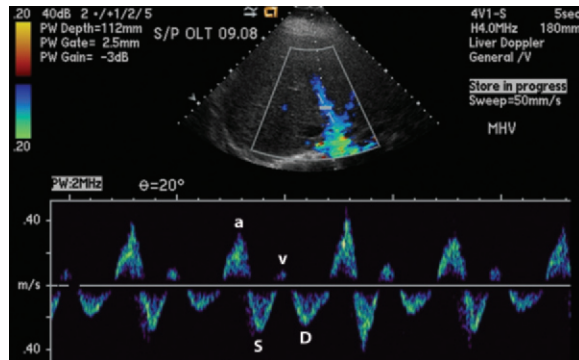 .20
.20
40dB 2 •/+1/2/5
PW Depth=112mm
PW Gate= 2.5mm
PW Gain= -3dB
S/P OLT 09.08
4V1-S 5sec
H4.0MHz 180mm
Liver Doppler
General /V
Store in progress
Sweep=50mm/s
MHV
PW:2MHz
Θ=20°
.40
m/s
.40
a
v
S
D